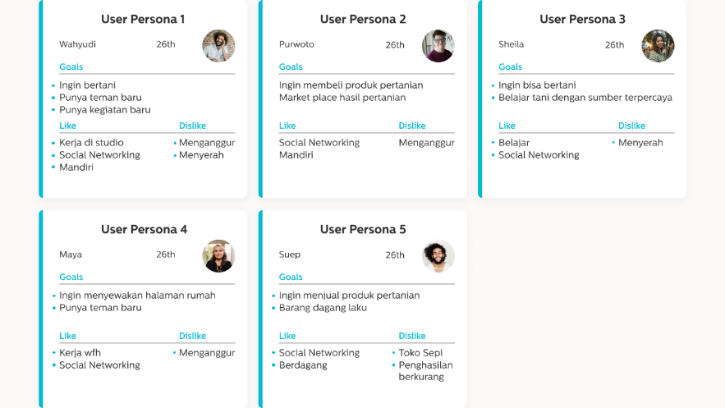 User Persona 1
Wahyudi 26th
Goals
Ingin bertani
Punya teman baru
Punya kegiatan baru
Like Dislike
Kerja di studio Menganggur
Social Networking Menyerah
Mandiri
User Persona 2
Purwoto 26th
Goals
Ingin membeli produk pertanian
Market place hasil pertanian
Like Dislike
Social Networking Menganggur
Mandiri
User Persona 3
Sheila 26th
Goals
Ingin bisa bertani
Belajar tani dengan sumber terpercaya
Like Dislike
Belajar Menyerah
Social Networking
User Persona 4
Maya 26th
Goals
Ingin menyewakan halaman rumah
Punya teman baru
Like Dislike
Kerja wfh Menganggur
Social Networking
User Persona 5
Suep 26th
Goals
Ingin menjual produk pertanian
Barang dagang laku
Like Dislike
Social Networking Toko Sepi
Berdagang Penghasilan
berkurang